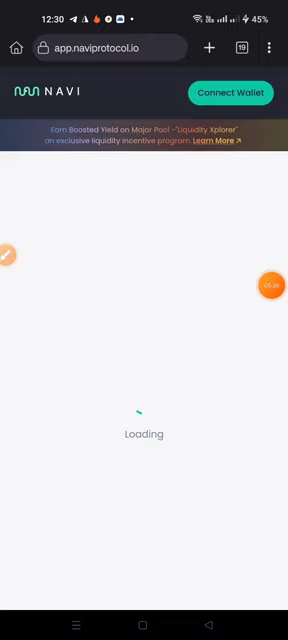 12:30
45%
app.naviprotocol.io
19
NAVI
Connect Wallet
Earn Boosted Yield on Major Pool -"Liquidity Xplorer"
an exclusive liquidity incentive program. Learn More ↗
Loading